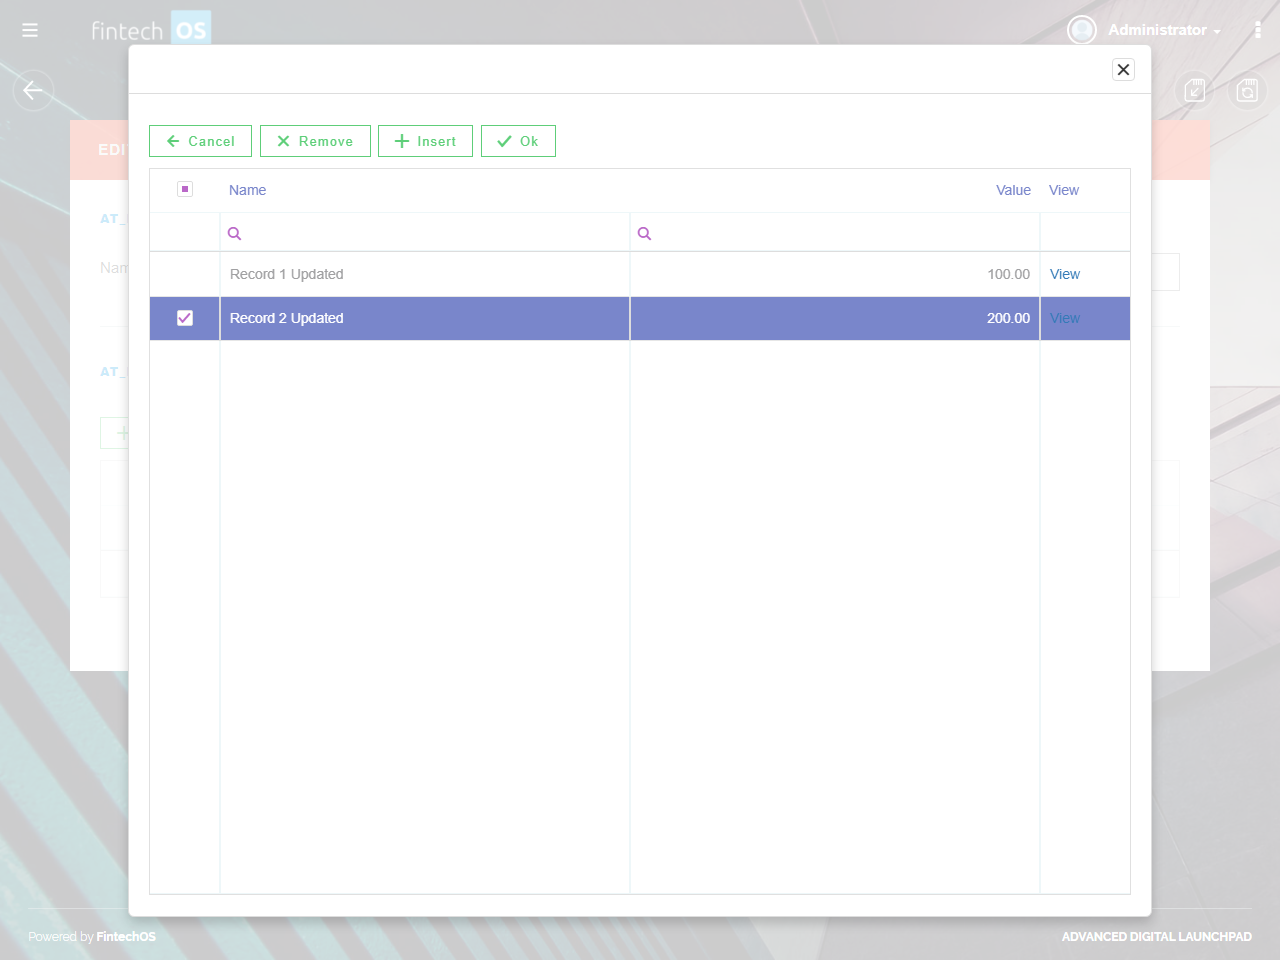 fintech OS
Administrator
EDI
Cancel Remove Insert Ok
Name Value View
Record 1 Updated 100.00 View
Record 2 Updated 200.00 View
AT_
Nam
AT_
Powered by FintechOS
ADVANCED DIGITAL LAUNCHPAD